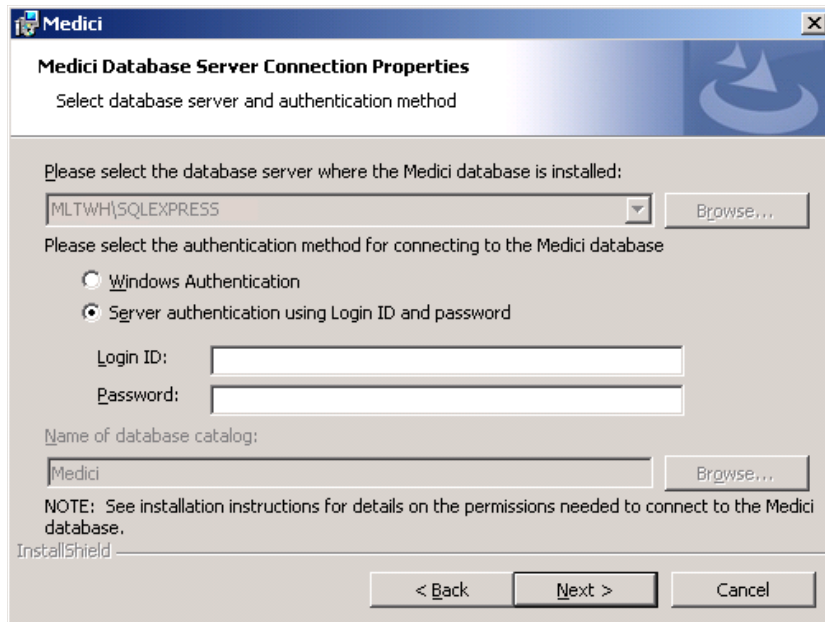 Medici
Medici Database Server Connection Properties
Select database server and authentication method
Please select the database server where the Medici database is installed:
MLTWH\SQLEXPRESS
Browse...
Please select the authentication method for connecting to the Medici database
Windows Authentication
Server authentication using Login ID and password
Login ID:
Password:
Name of database catalog:
Medici
Browse...
NOTE: See installation instructions for details on the permissions needed to connect to the Medici
database.
InstallShield
< Back
Next >
Cancel